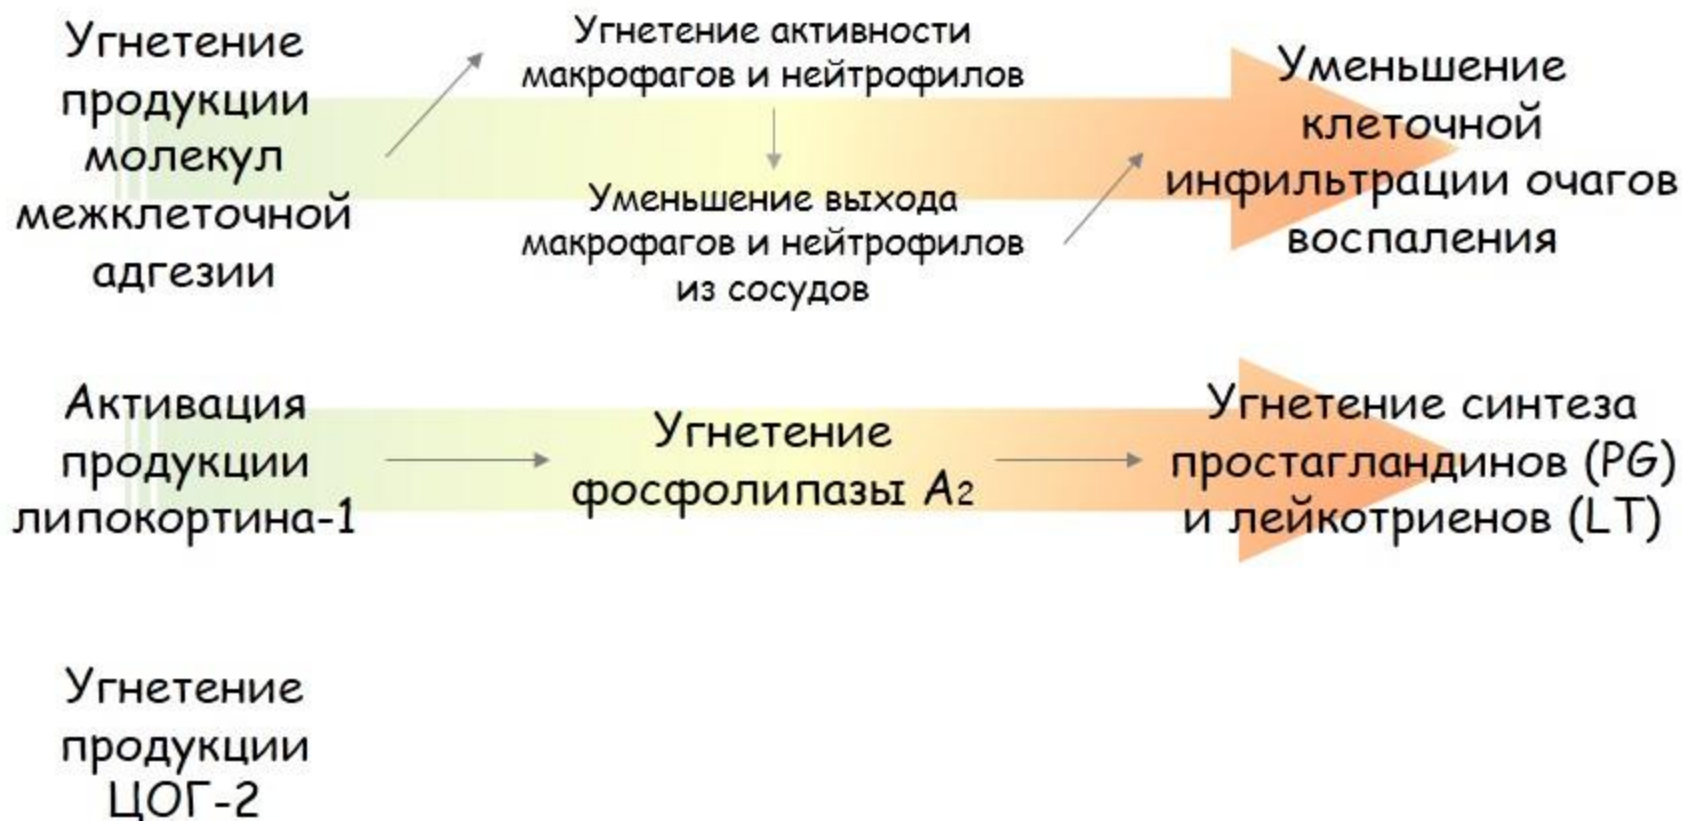 Угнетение
продукции
молекул
межклеточной
адгезии
Угнетение активности
макрофагов и нейтрофилов
Уменьшение выхода
макрофагов и нейтрофилов
из сосудов
Уменьшение
клеточной
инфильтрации очагов
воспаления
Активация
продукции
липокортина-1
Угнетение
фосфолипазы А2
Угнетение синтеза
простагландинов (PG)
и лейкотриенов (LT)
Угнетение
продукции
ЦОГ-2